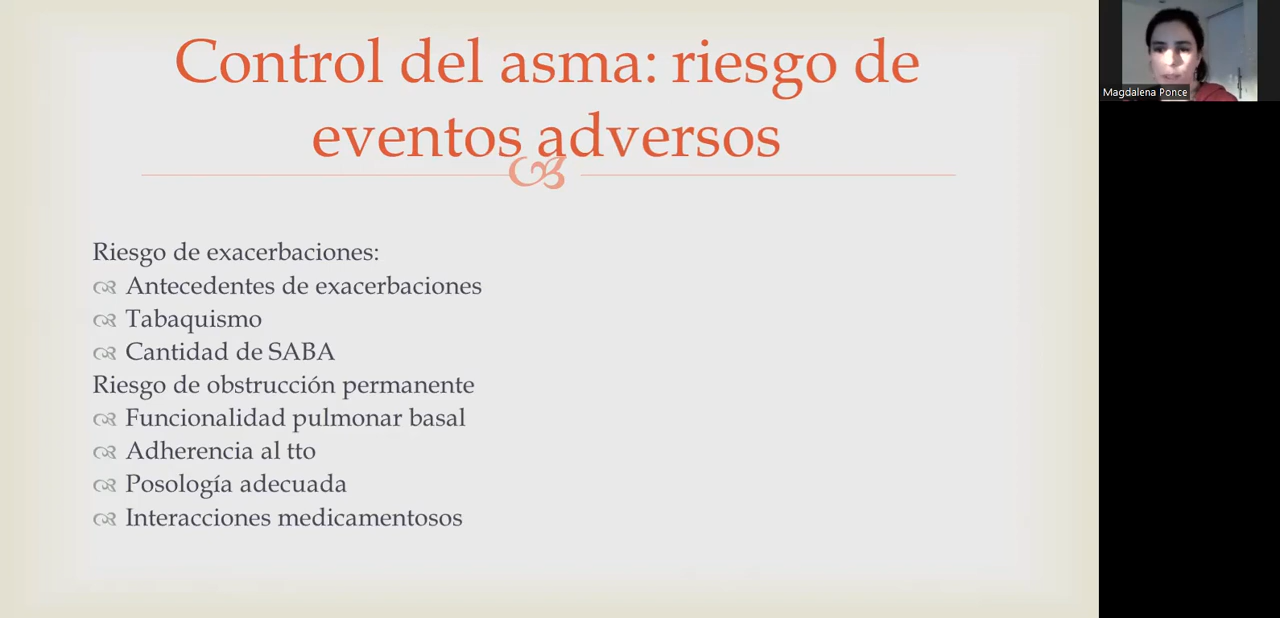 Control del asma: riesgo de
eventos adversos
Riesgo de exacerbaciones:
Antecedentes de exacerbaciones
Tabaquismo
Cantidad de SABA
Riesgo de obstrucción permanente
Funcionalidad pulmonar basal
Adherencia al tto
Posología adecuada
Interacciones medicamentosos
Magdalena Ponce